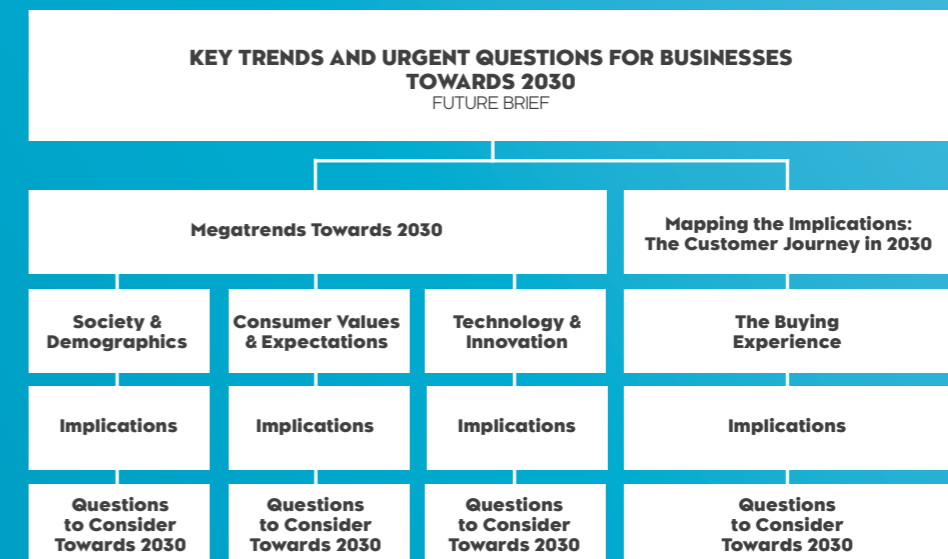 KEY TRENDS AND URGENT QUESTIONS FOR BUSINESSES
TOWARDS 2030
FUTURE BRIEF
Megatrends Towards 2030
Mapping the Implications:
The Customer Journey in 2030
Society &
Demographics
Consumer Values
& Expectations
Technology &
Innovation
The Buying
Experience
Implications
Implications
Implications
Implications
Questions
to Consider
Towards 2030
Questions
to Consider
Towards 2030
Questions
to Consider
Towards 2030
Questions
to Consider
Towards 2030